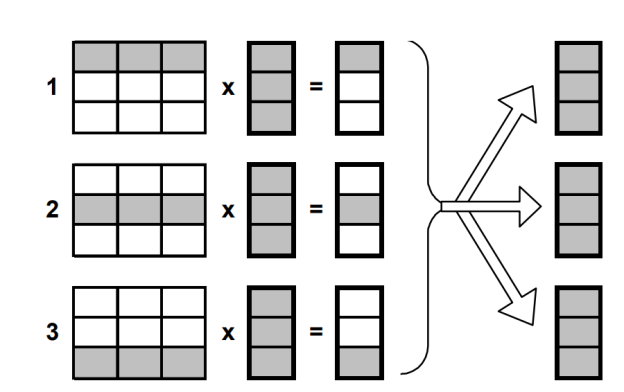 1 x =
2 x =
3 x =